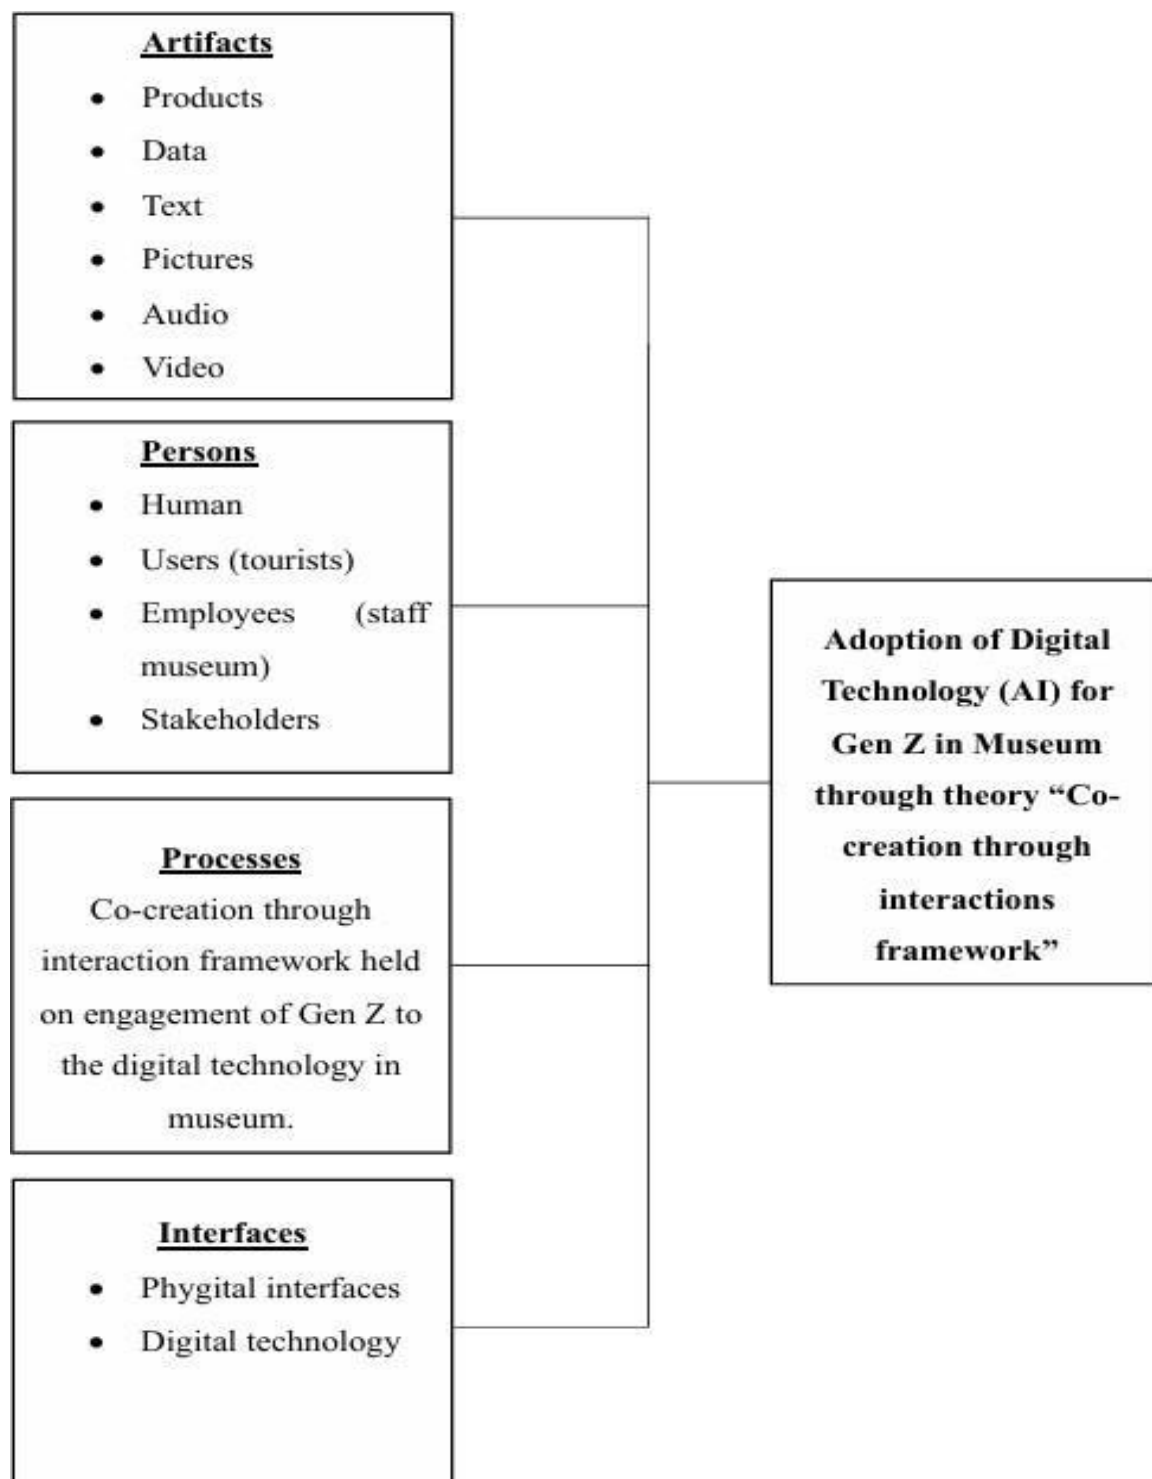 Artifacts
• Products
• Data
• Text
• Pictures
• Audio
• Video
Persons
• Human
• Users (tourists)
• Employees (staff
museum)
• Stakeholders
Processes
Co-creation through
interaction framework held
on engagement of Gen Z to
the digital technology in
museum.
Interfaces
• Phygital interfaces
• Digital technology
Adoption of Digital
Technology (AI) for
Gen Z in Museum
through theory “Co-
creation through
interactions
framework”